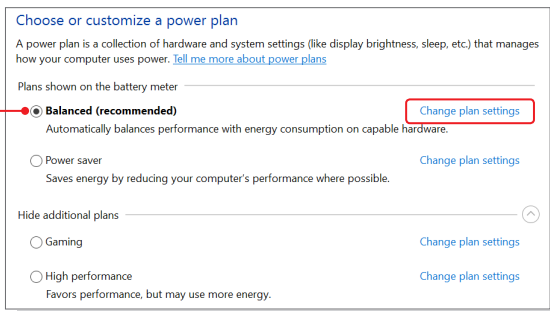 Choose or customize a power plan
A power plan is a collection of hardware and system settings (like display brightness, sleep, etc.) that manages
how your computer uses power. Tell me more about power plans
Plans shown on the battery meter
Balanced (recommended) Change plan settings
Automatically balances performance with energy consumption on capable hardware.
Power saver Change plan settings
Saves energy by reducing your computer's performance where possible.
Hide additional plans
Gaming Change plan settings
High performance Change plan settings
Favors performance, but may use more energy.